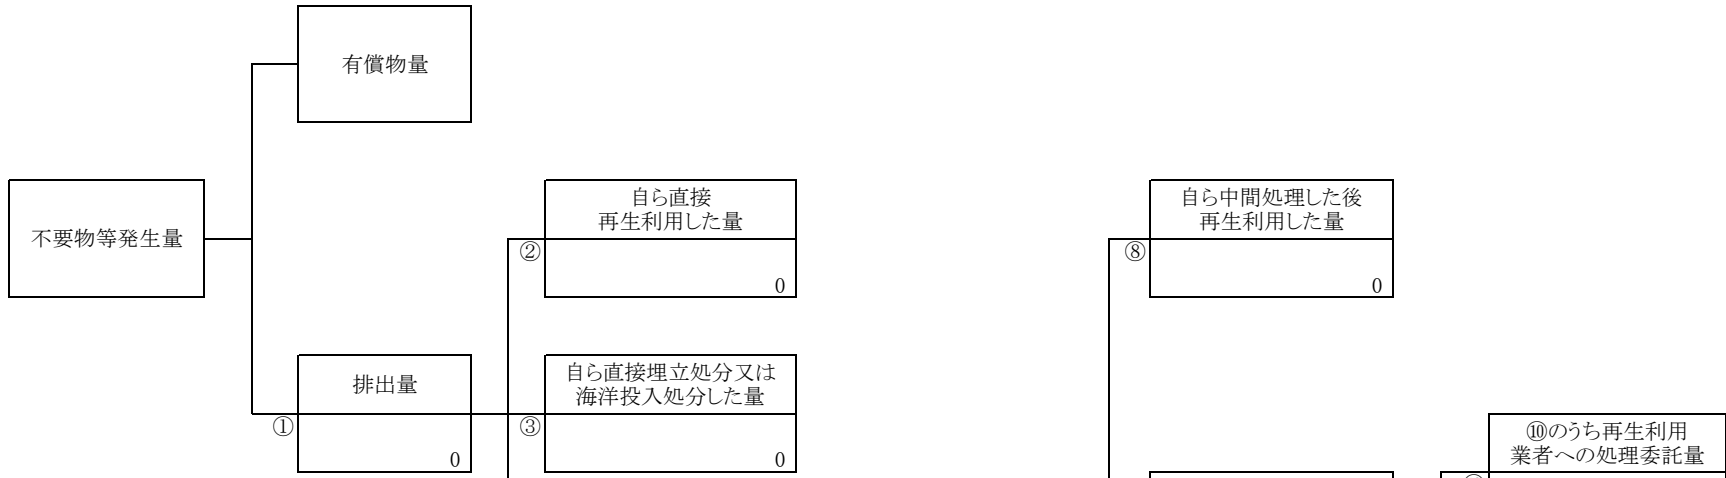 有償物量
不要物等発生量
自ら直接
再生利用した量
②
0
自ら中間処理した後
再生利用した量
⑧
0
排出量
①
0
自ら直接埋立処分又は
海洋投入処分した量
③
0
⑩のうち再生利用
業者への処理委託量